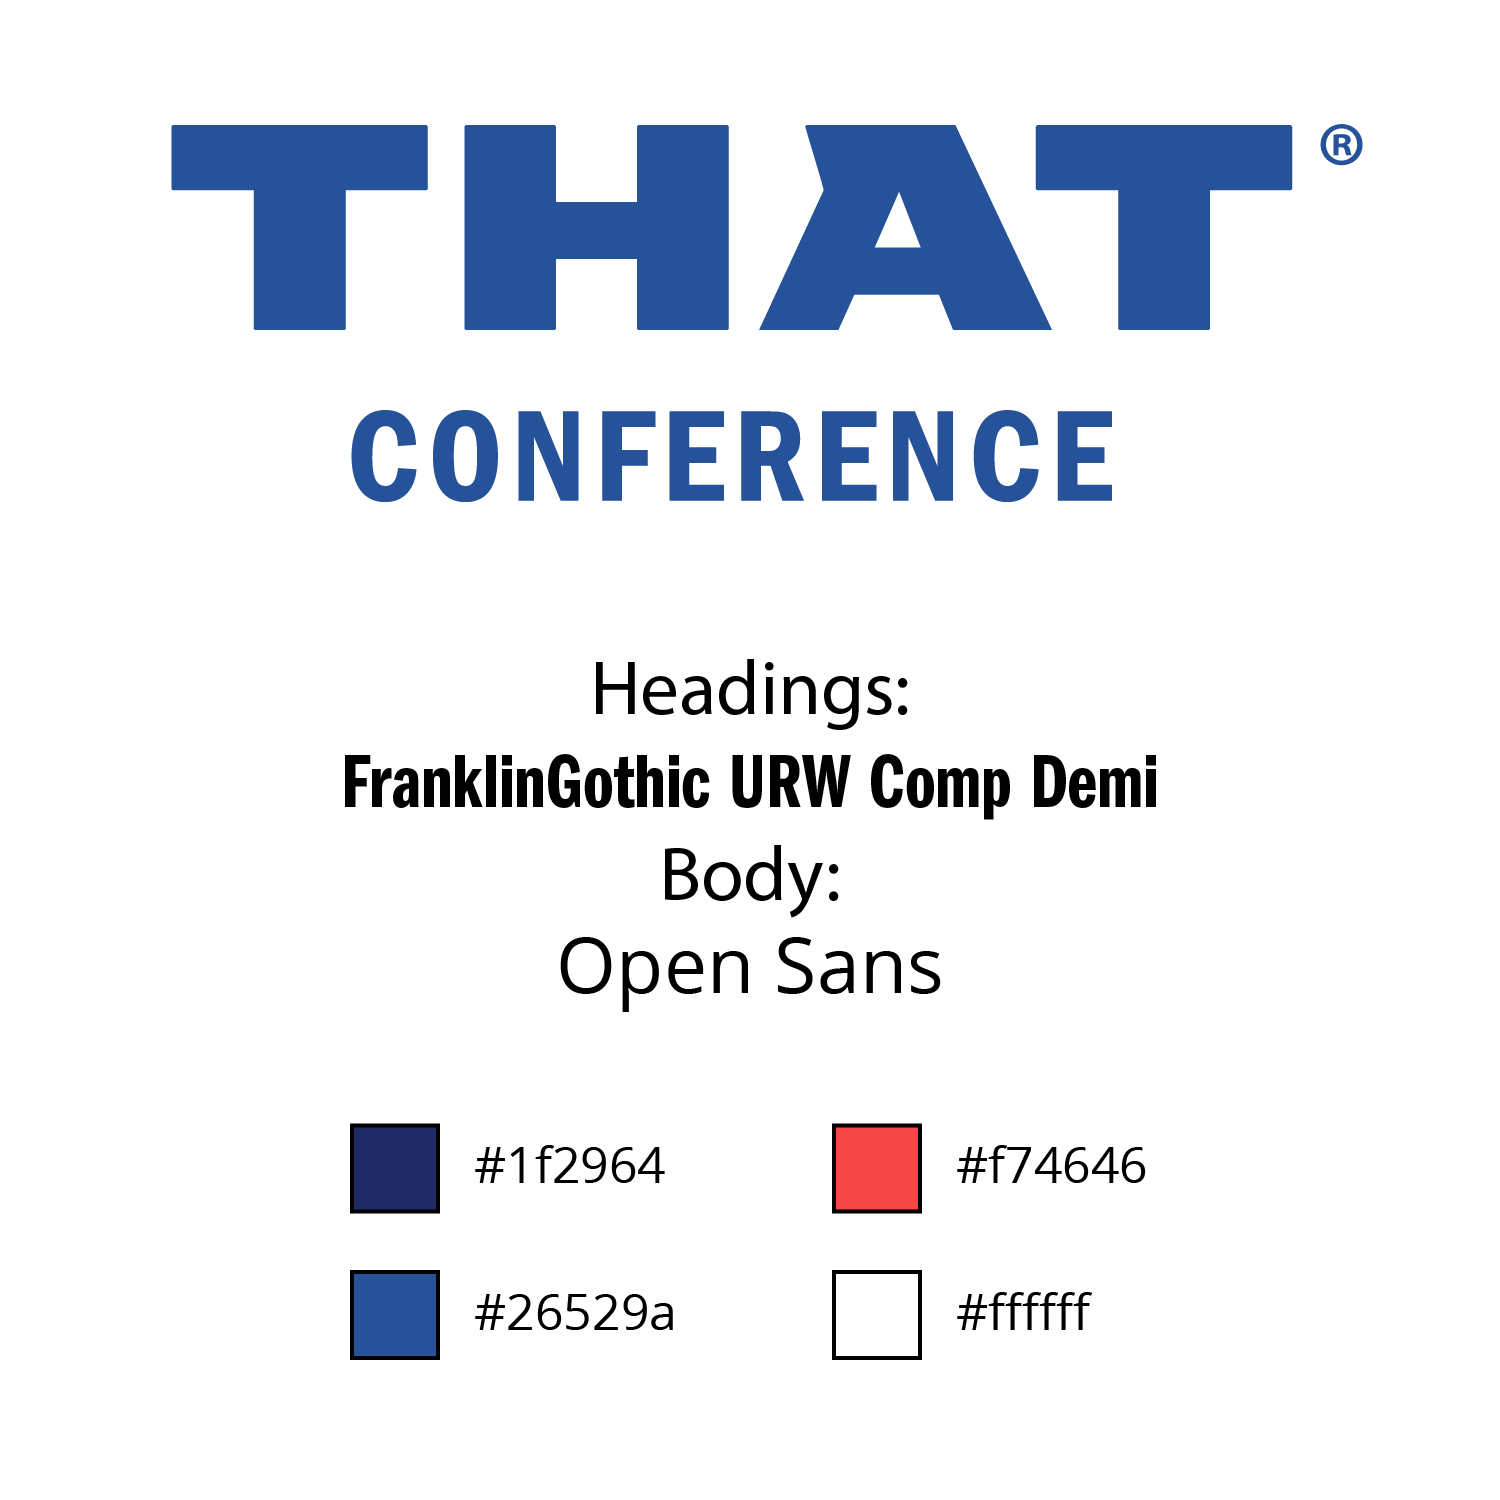 THAT®
CONFERENCE
Headings:
FranklinGothic URW Comp Demi
Body:
Open Sans
#1f2964 #f74646
#26529a #ffffff